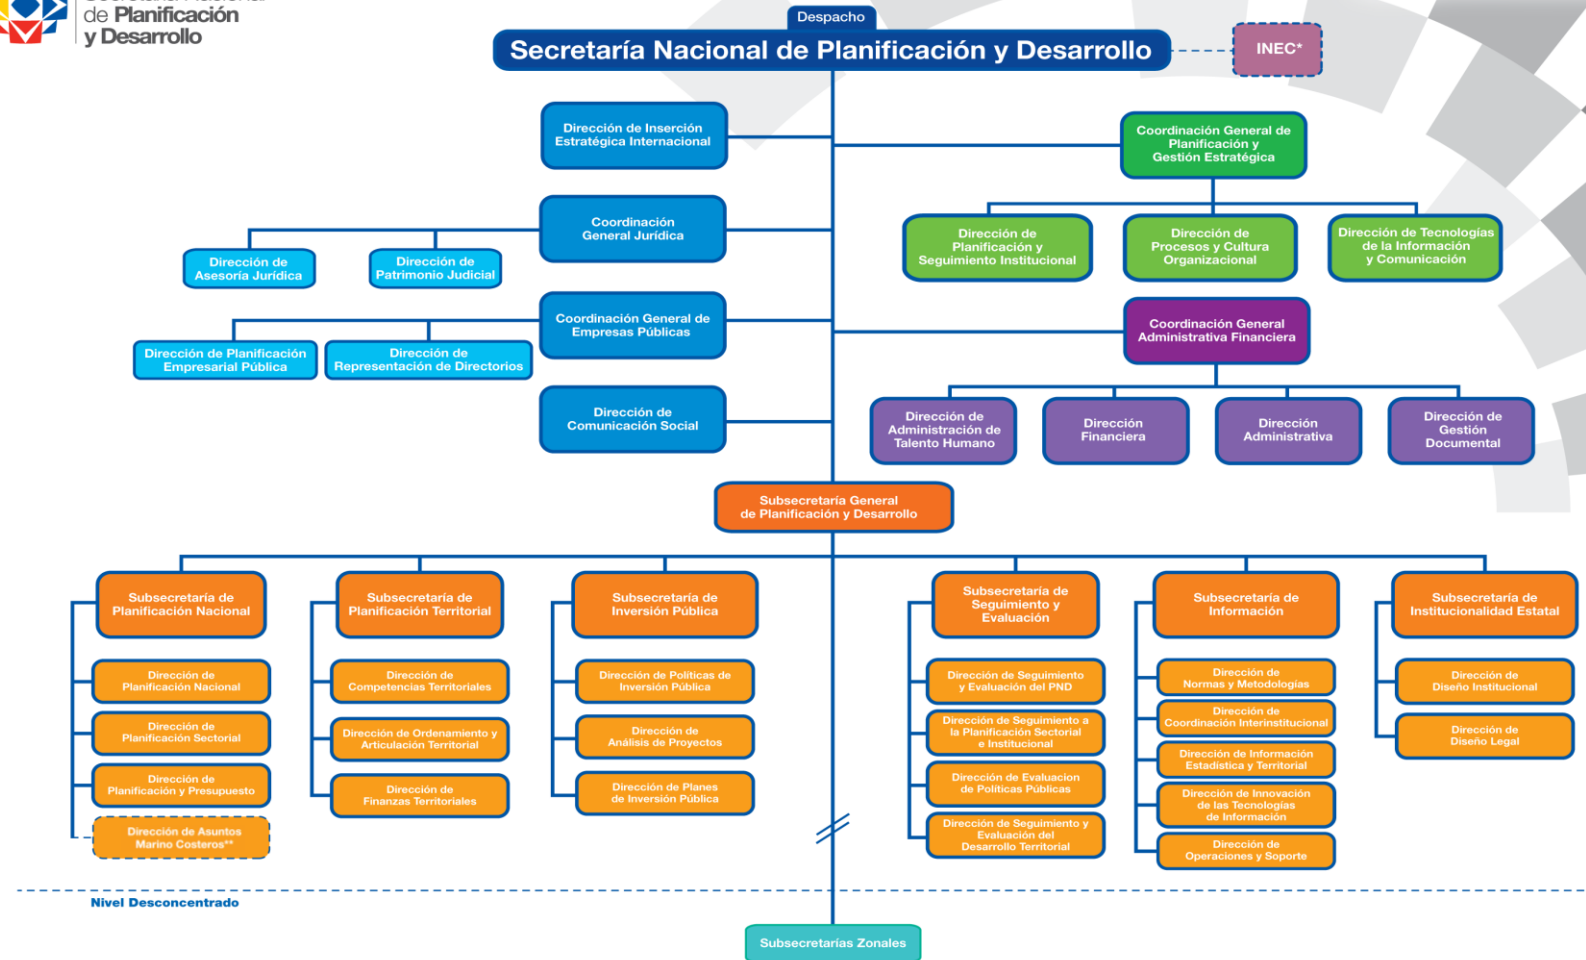 de Planificación
y Desarrollo
Despacho
Secretaría Nacional de Planificación y Desarrollo
INEC*
Dirección de Inserción
Estratégica Internacional
Coordinación General de
Planificación y
Gestión Estratégica
Coordinación
General Jurídica
Dirección de
Asesoría Jurídica
Dirección de
Patrimonio Judicial
Dirección de
Planificación y
Seguimiento Institucional
Dirección de
Procesos y Cultura
Organizacional
Dirección de Tecnologías
de la Información
y Comunicación
Coordinación General de
Empresas Públicas
Dirección de Planificación
Empresarial Pública
Dirección de
Representación de Directorios
Coordinación General
Administrativa Financiera
Dirección de
Comunicación Social
Dirección de
Administración de
Talento Humano
Dirección
Financiera
Dirección
Administrativa
Dirección de
Gestión
Documental
Subsecretaría General
de Planificación y Desarrollo
Subsecretaría de
Planificación Nacional
Subsecretaría de
Planificación Territorial
Subsecretaría de
Inversión Pública
Subsecretaría de
Seguimiento y
Evaluación
Subsecretaría de
Información
Subsecretaría de
Institucionalidad Estatal
Dirección de
Planificación Nacional
Dirección de
Planificación Sectorial
Dirección de
Planificación y Presupuesto
Dirección de Asuntos
Marino Costeros**
Dirección de
Competencias Territoriales
Dirección de Ordenamiento y
Articulación Territorial
Dirección de
Finanzas Territoriales
Dirección de Políticas de
Inversión Pública
Dirección de
Análisis de Proyectos
Dirección de Planes
de Inversión Pública
Dirección de Seguimiento
y Evaluación del PND
Dirección de Seguimiento a
la Planificación Sectorial
e Institucional
Dirección de Evaluacion
de Políticas Públicas
Dirección de Seguimiento y
Evaluación del
Desarrollo Territorial
Dirección de
Normas y Metodologías
Dirección de
Coordinación Interinstitucional
Dirección de Información
Estadística y Territorial
Dirección de Innovación
de las Tecnologías
de Información
Dirección de
Operaciones y Soporte
Dirección de
Diseño Institucional
Dirección de
Diseño Legal
Nivel Desconcentrado
Subsecretarías Zonales